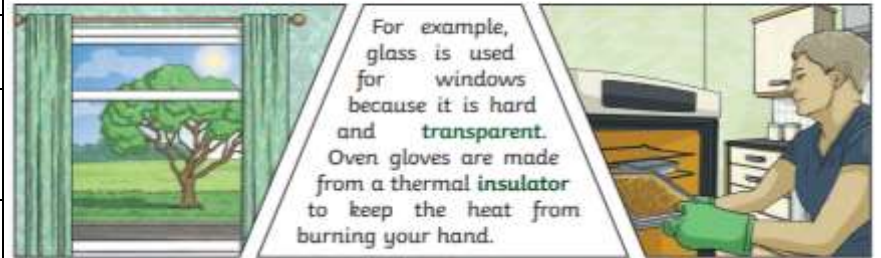 For example,
glass is used
for windows
because it is hard
and transparent.
Oven gloves are made
from a thermal insulator
to keep the heat from
burning your hand.